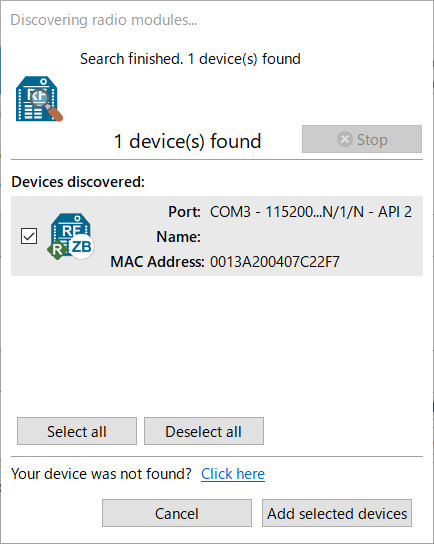 Discovering radio modules...
Search finished. 1 device(s) found
RF
1 device(s) found
Stop
Devices discovered:
Port: COM3 - 115200...N/1/N - API 2
RF
R
ZB
Name:
MAC Address: 0013A200407C22F7
Select all
Deselect all
Your device was not found? Click here
Cancel
Add selected devices